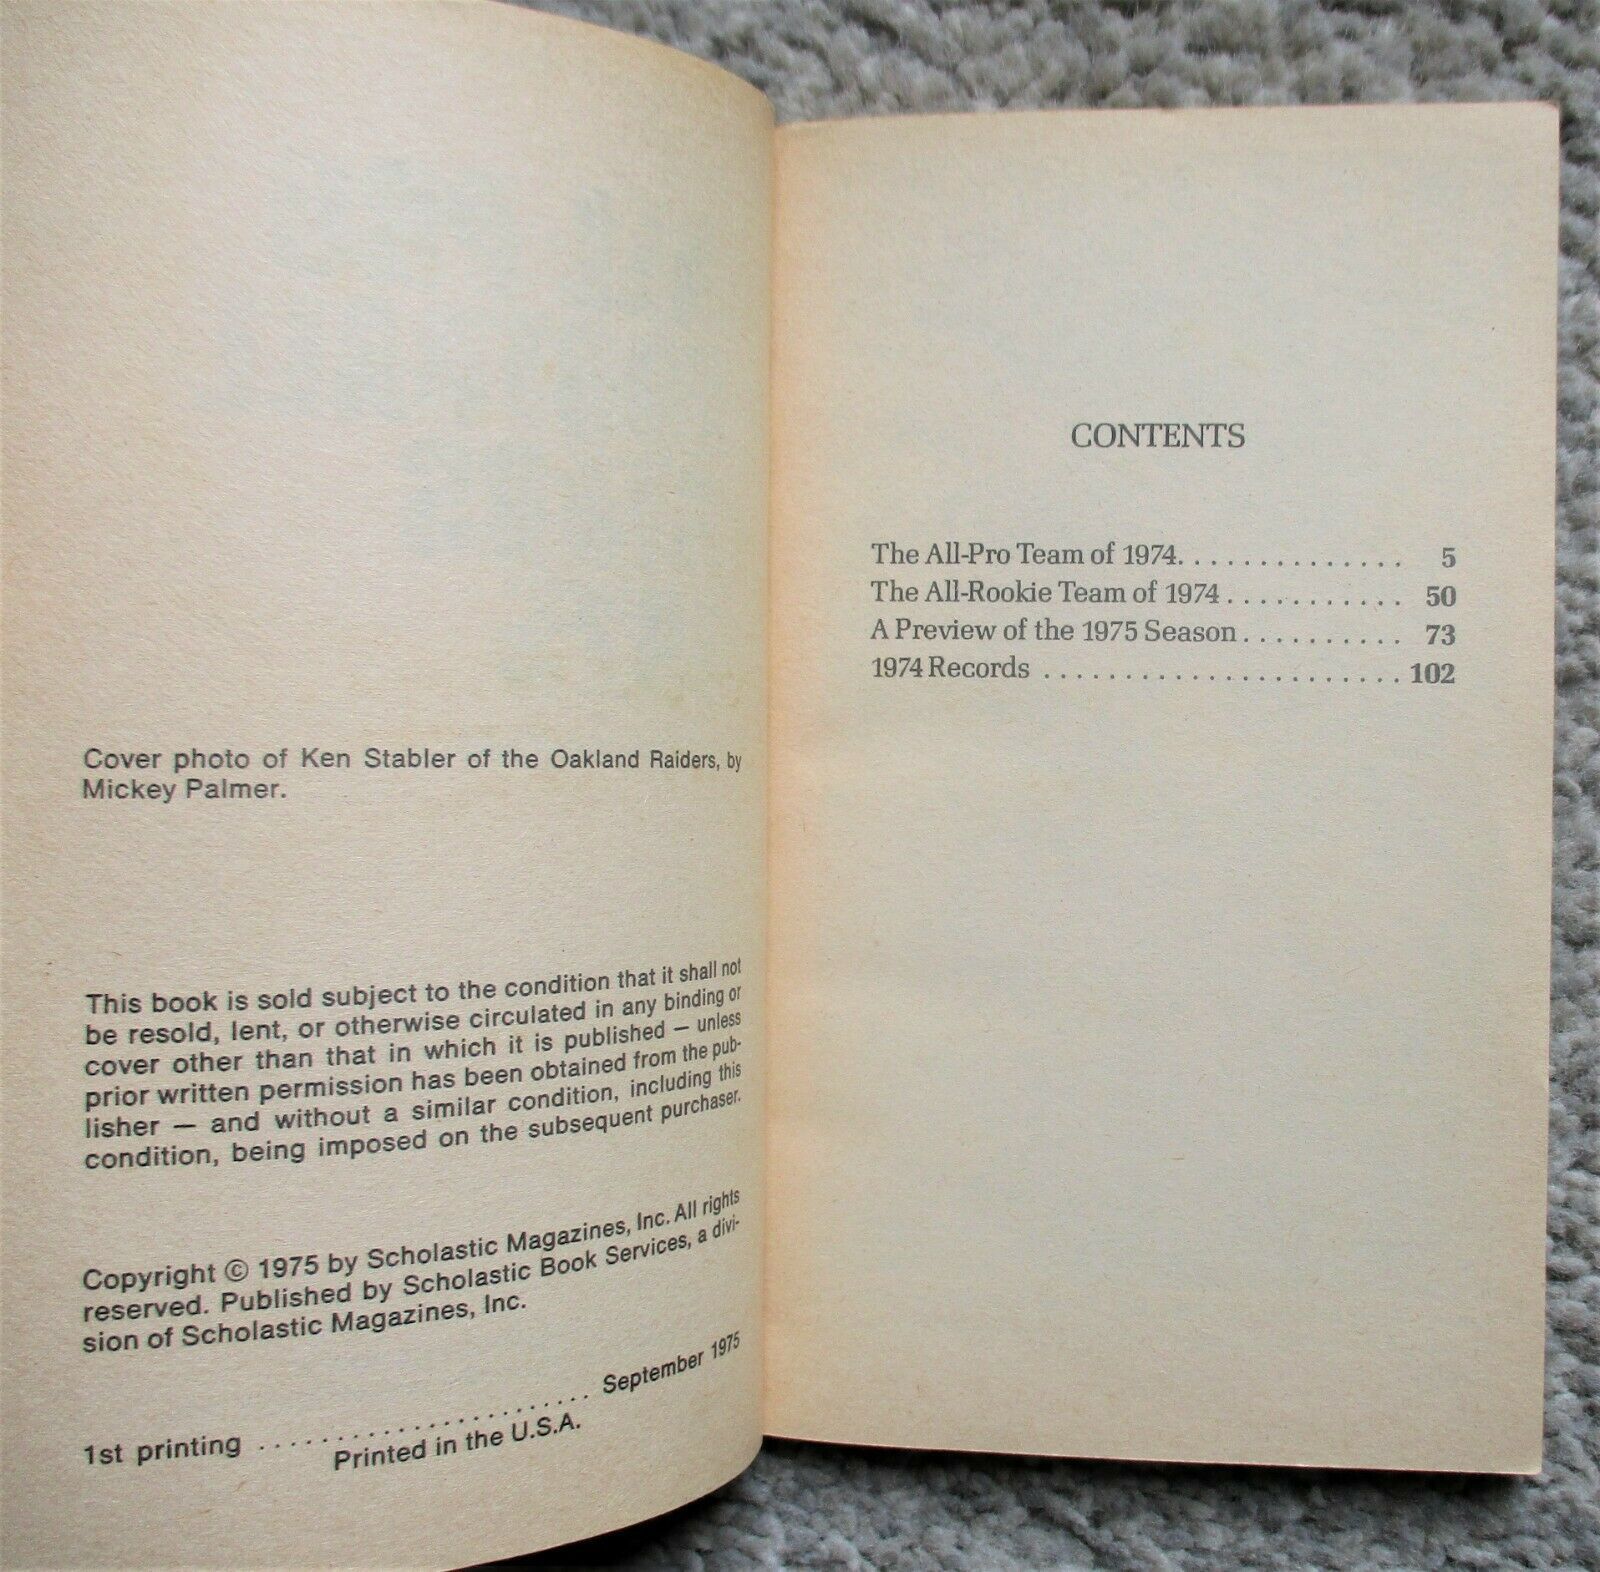 Cover photo of Ken Stabler of the Oakland Raiders, by
Mickey Palmer.
This book is sold subject to the condition that it shall not
be resold, lent, or otherwise circulated in any binding or
cover other than that in which it is published — unless
prior written permission has been obtained from the pub-
lisher — and without a similar condition, including this
condition, being imposed on the subsequent purchaser.
Copyright © 1975 by Scholastic Magazines, Inc. All rights
reserved. Published by Scholastic Book Services, a divi-
sion of Scholastic Magazines, Inc.
1st printing ..................... September 1975
Printed in the U.S.A.
CONTENTS
The All-Pro Team of 1974.............. 5
The All-Rookie Team of 1974........... 50
A Preview of the 1975 Season.......... 73
1974 Records ....................... 102